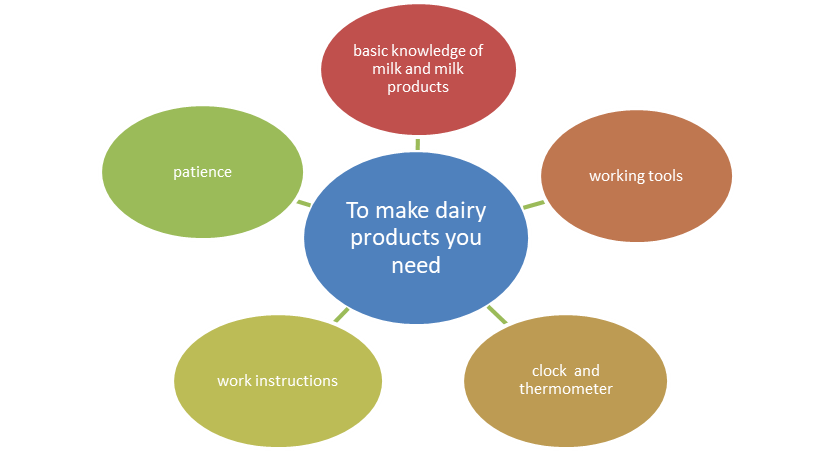 basic knowledge of
milk and milk
products
patience
working tools
To make dairy
products you
need
work instructions
clock  and
thermometer